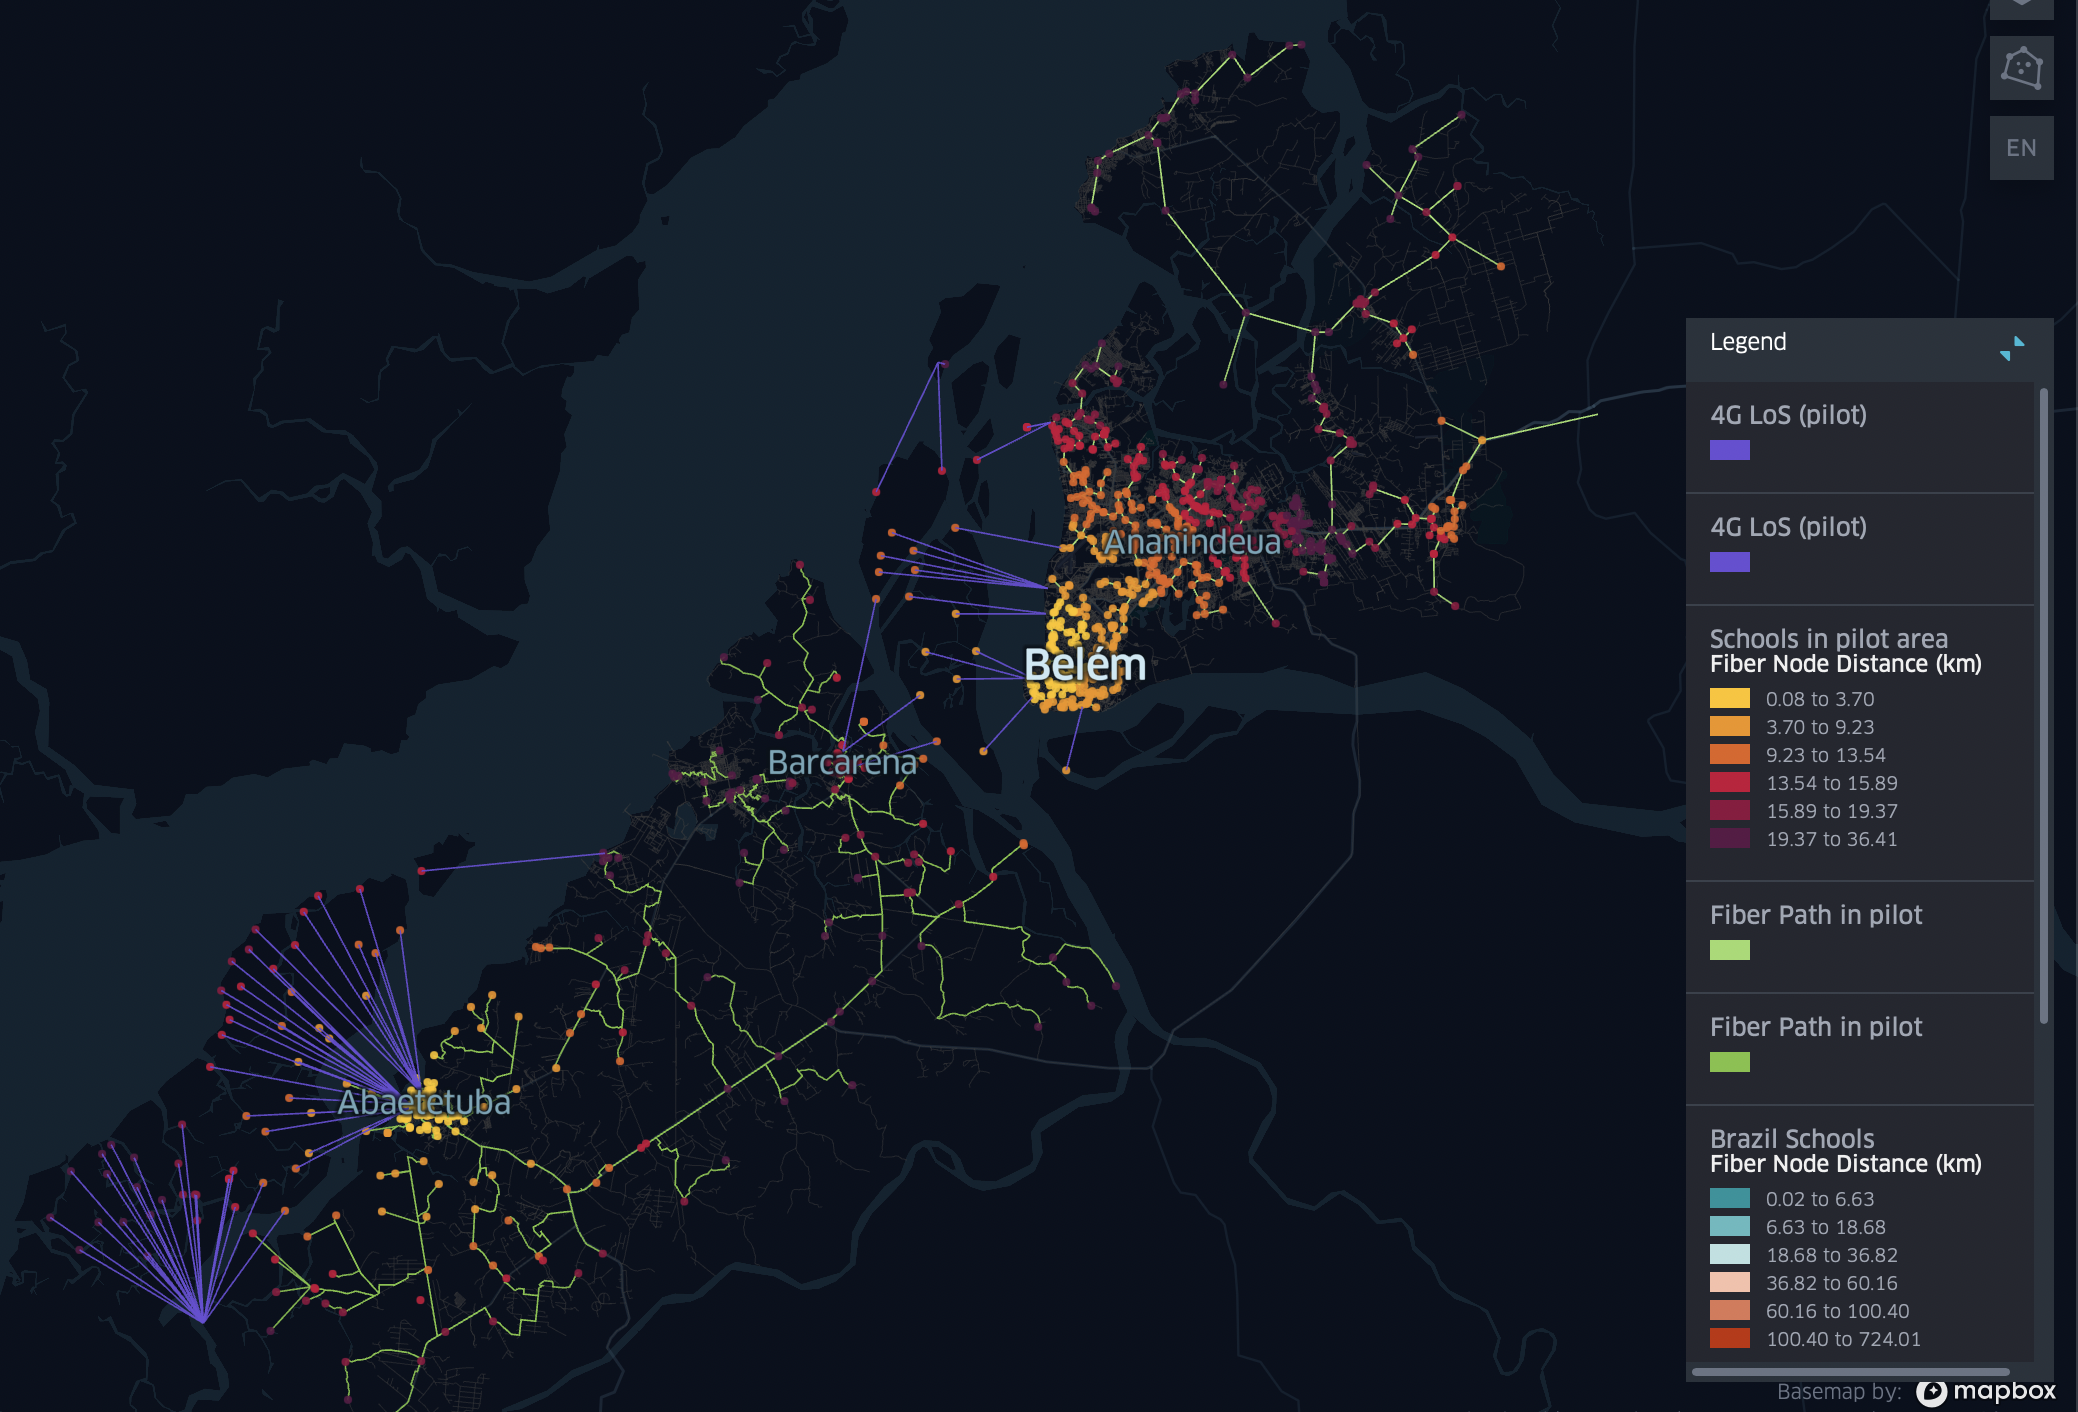 EN
Ananindeua
Belém
Barcarena
Abaetetuba
Legend
4G LoS (pilot)
4G LoS (pilot)
Schools in pilot area
Fiber Node Distance (km)
0.08 to 3.70
3.70 to 9.23
9.23 to 13.54
13.54 to 15.89
15.89 to 19.37
19.37 to 36.41
Fiber Path in pilot
Fiber Path in pilot
Brazil Schools
Fiber Node Distance (km)
0.02 to 6.63
6.63 to 18.68
18.68 to 36.82
36.82 to 60.16
60.16 to 100.40
100.40 to 724.01
Basemap by: mapbox